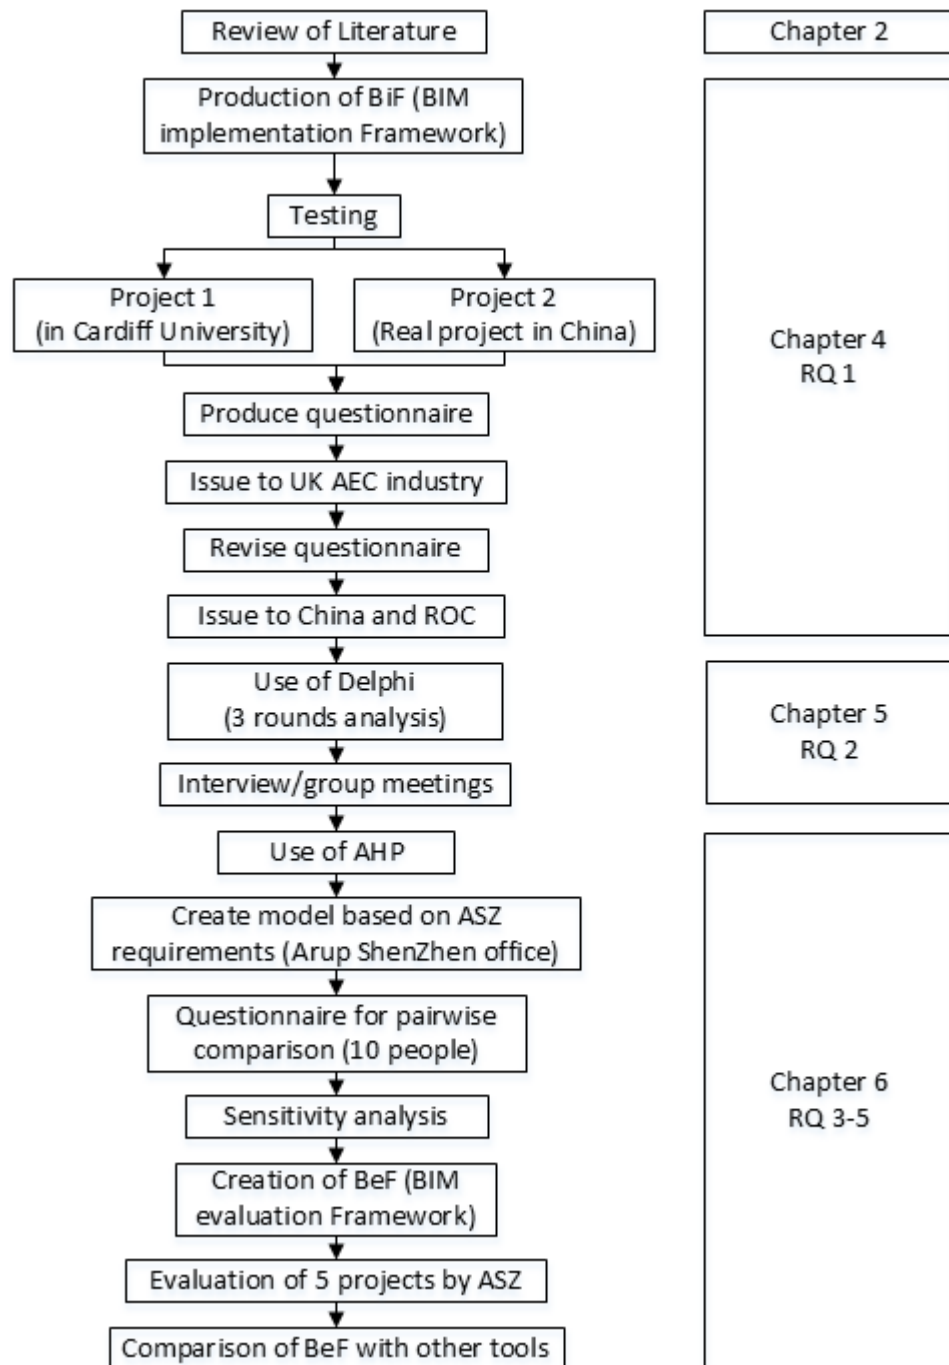 Review of Literature
Chapter 2
Production of BiF (BIM
implementation Framework)
Testing
Project 1
(in Cardiff University)
Project 2
(Real project in China)
Chapter 4
RQ 1
Produce questionnaire
Issue to UK AEC industry
Revise questionnaire
Issue to China and ROC
Use of Delphi
(3 rounds analysis)
Chapter 5
RQ 2
Interview/group meetings
Use of AHP
Create model based on ASZ
requirements (Arup ShenZhen office)
Questionnaire for pairwise
comparison (10 people)
Chapter 6
RQ 3-5
Sensitivity analysis
Creation of BeF (BIM
evaluation Framework)
Evaluation of 5 projects by ASZ
Comparison of BeF with other tools